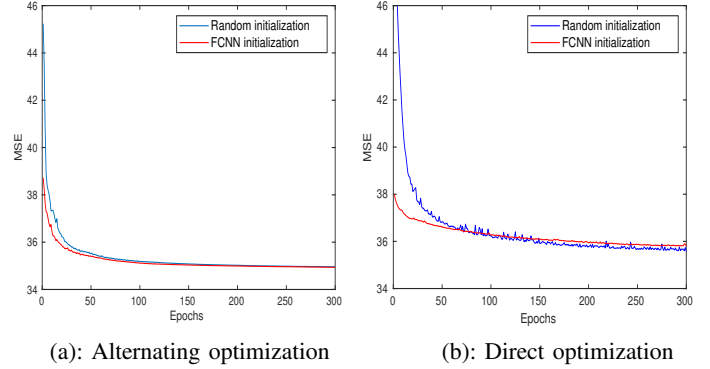 46
44
42
40
38
36
34
MSE
0 50 100 150 200 250 300
Epochs
Random initialization
FCNN initialization
(a): Alternating optimization
46
44
42
40
38
36
34
MSE
0 50 100 150 200 250 300
Epochs
Random initialization
FCNN initialization
(b): Direct optimization